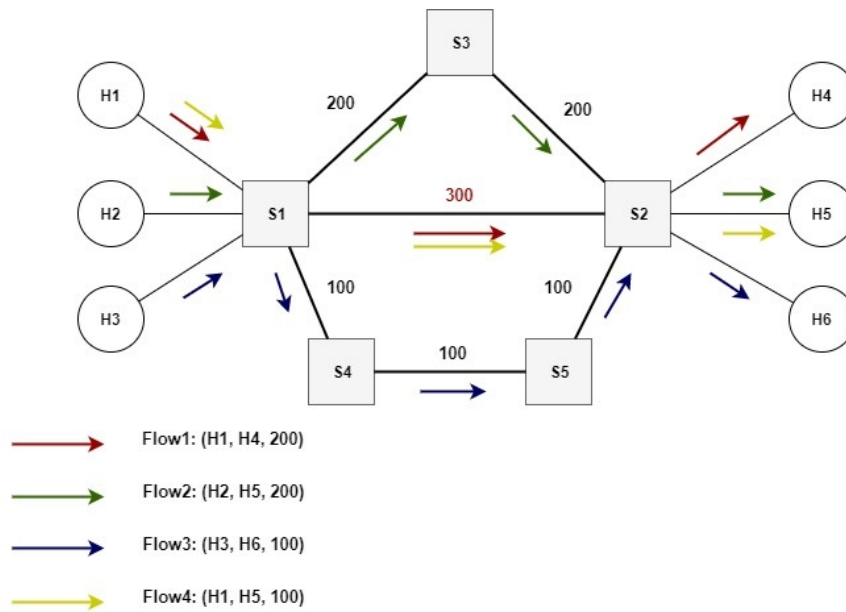 S3
H1
200
200
H4
H2
S1
300
S2
H5
H3
100
100
H6
S4
100
S5
Flow1: (H1, H4, 200)
Flow2: (H2, H5, 200)
Flow3: (H3, H6, 100)
Flow4: (H1, H5, 100)